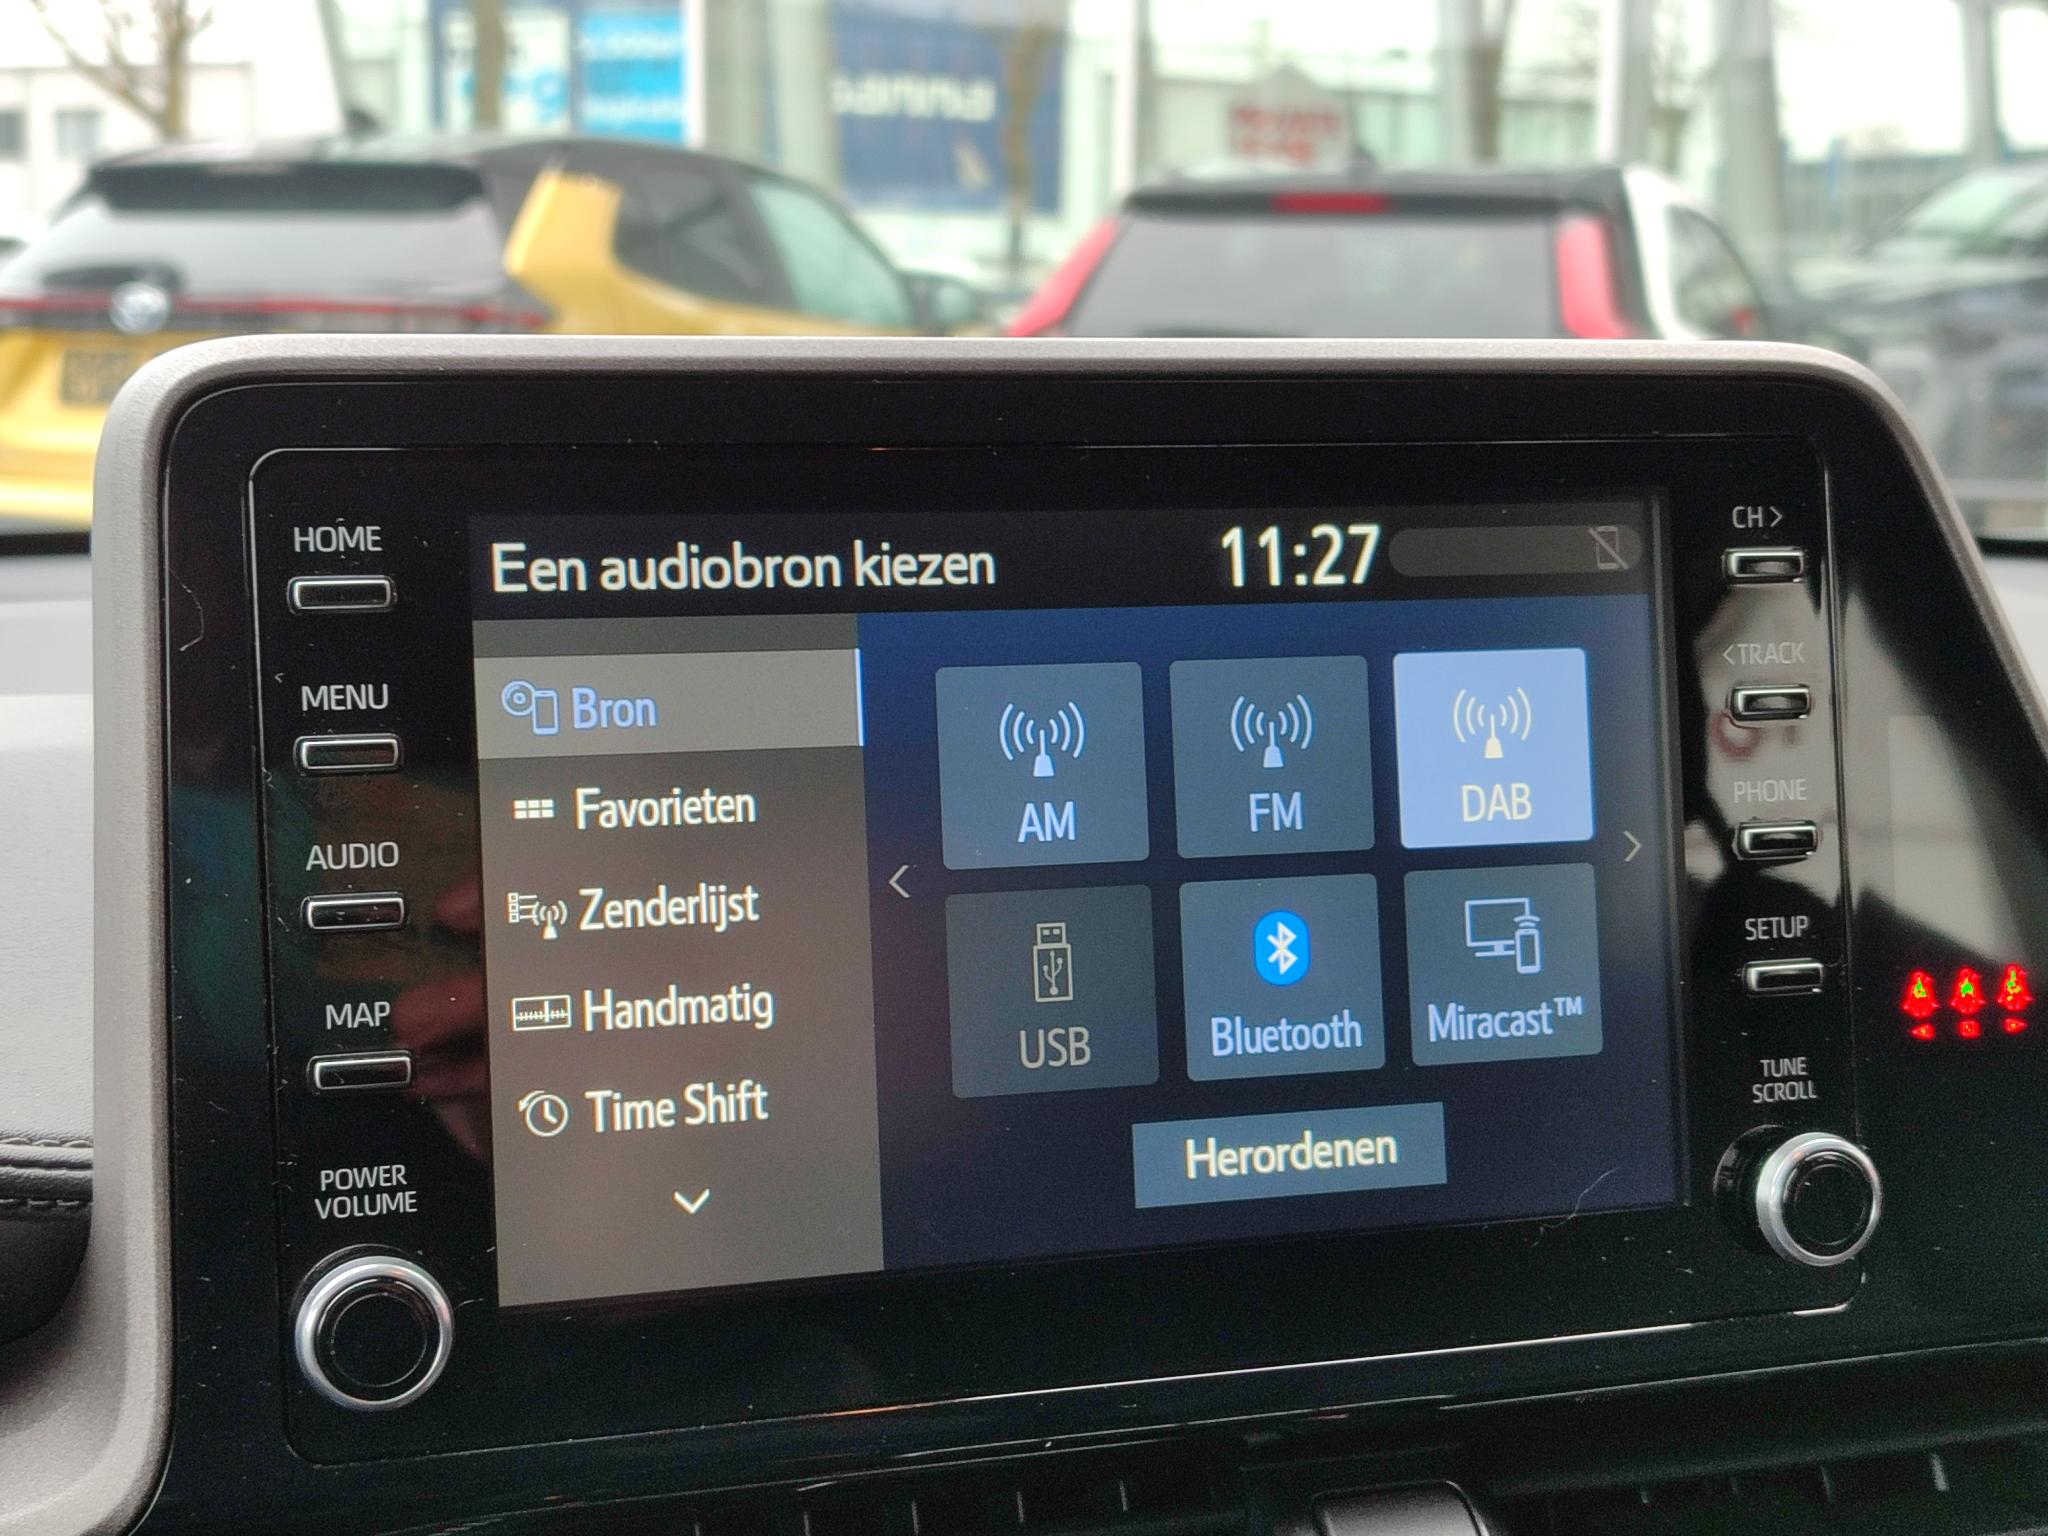 HOME
MENU
AUDIO
MAP
POWER
VOLUME
Een audiobron kiezen
11:27
Bron
Favorieten
Zenderlijst
Handmatig
Time Shift
AM
FM
DAB
USB
Bluetooth
Miracast™
Herordenen
CH>
<TRACK
PHONE
SETUP
TUNE
SCROLL